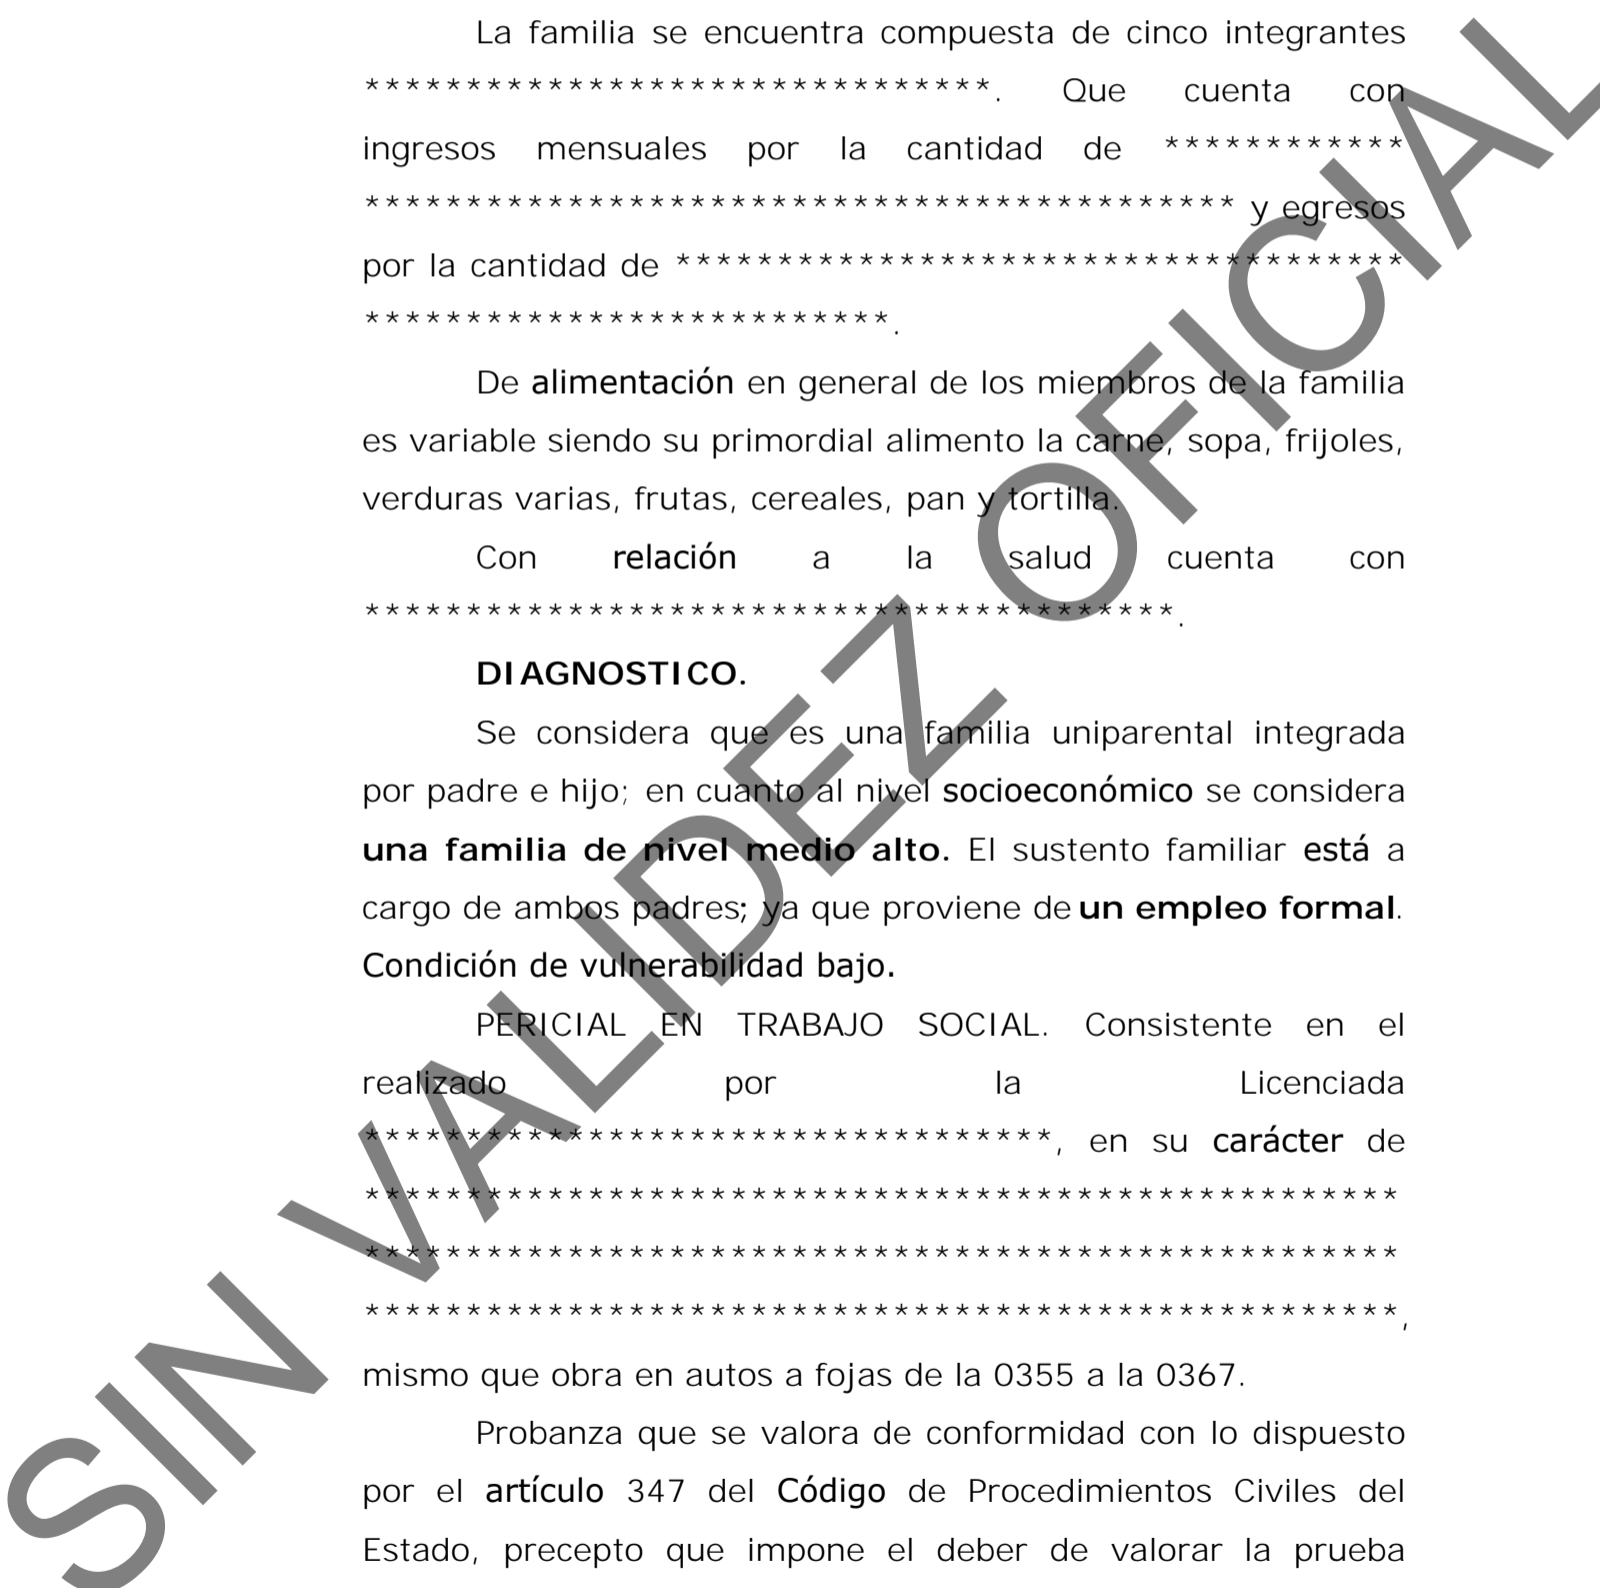 La familia se encuentra compuesta de cinco integrantes
*******************************. Que cuenta con
ingresos mensuales por la cantidad de ************
******************************************* y egresos
por la cantidad de ************************************
**************************.
De alimentación en general de los miembros de la familia
es variable siendo su primordial alimento la carne, sopa, frijoles,
verduras varias, frutas, cereales, pan y tortilla.
Con relación a la salud cuenta con
****************************************.
DIAGNOSTICO.
Se considera que es una familia uniparental integrada
por padre e hijo; en cuanto al nivel socioeconómico se considera
una familia de nivel medio alto. El sustento familiar está a
cargo de ambos padres; ya que proviene de un empleo formal.
Condición de vulnerabilidad bajo.
PERICIAL EN TRABAJO SOCIAL. Consistente en el
realizado por la Licenciada
**********************************, en su carácter de
***************************************************
***************************************************
***************************************************,
mismo que obra en autos a fojas de la 0355 a la 0367.
Probanza que se valora de conformidad con lo dispuesto
por el artículo 347 del Código de Procedimientos Civiles del
Estado, precepto que impone el deber de valorar la prueba
SIN VALIDEZ OFICIAL